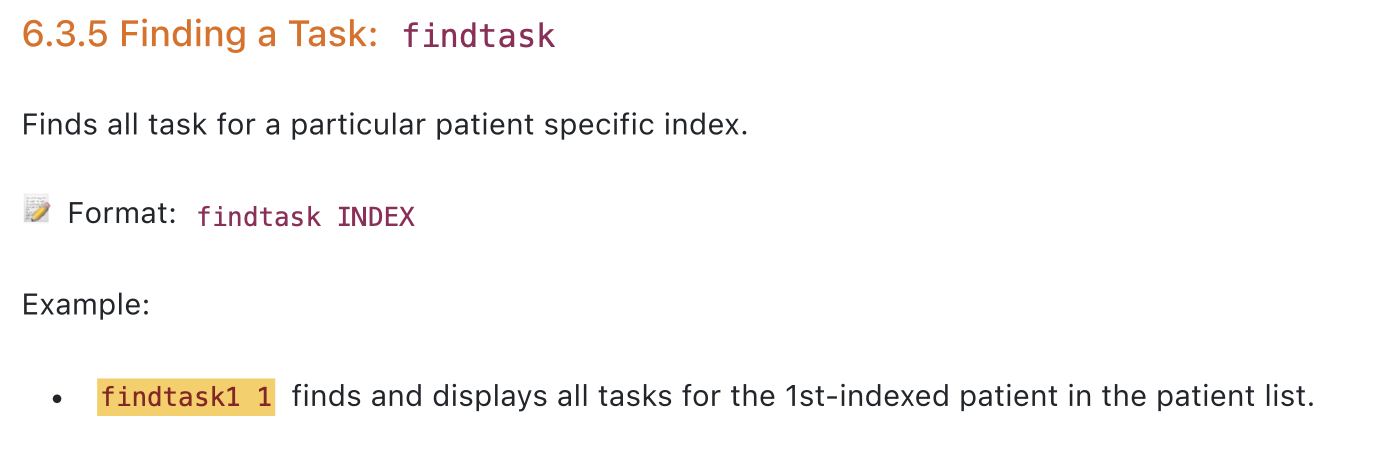 6.3.5 Finding a Task: findtask
Finds all task for a particular patient specific index.
Format: findtask INDEX
Example:
• findtask1 1 finds and displays all tasks for the 1st-indexed patient in the patient list.